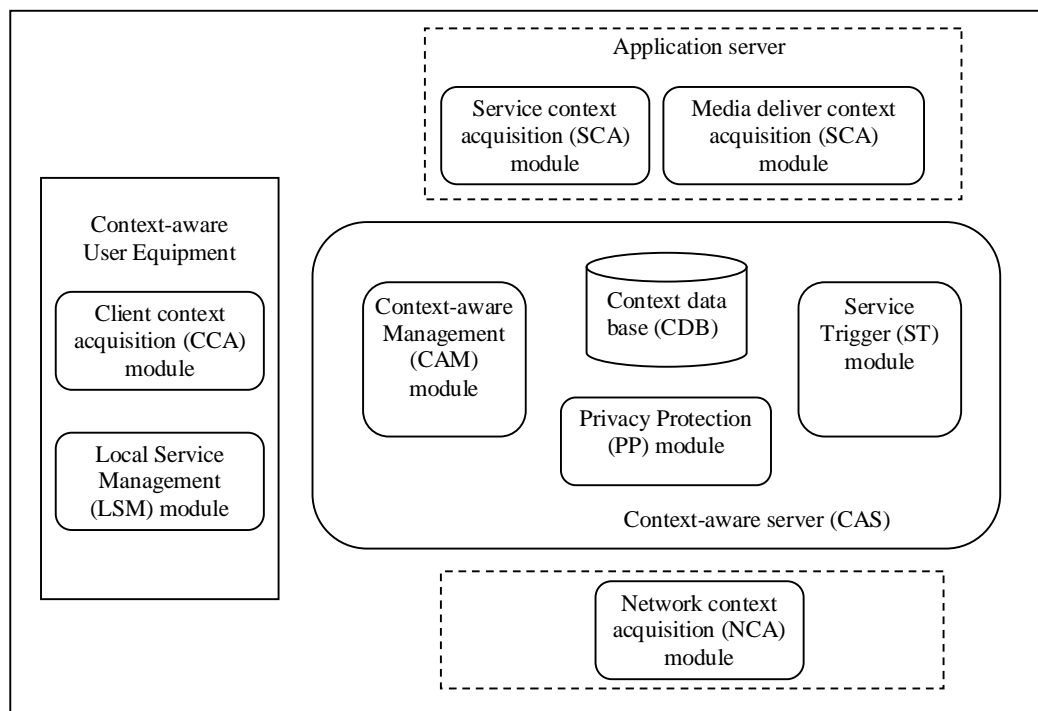 Application server
Service context
acquisition (SCA)
module
Media deliver context
acquisition (SCA)
module
Context-aware
User Equipment
Client context
acquisition (CCA)
module
Local Service
Management
(LSM) module
Context-aware
Management
(CAM)
module
Context data
base (CDB)
Service
Trigger (ST)
module
Privacy Protection
(PP) module
Context-aware server (CAS)
Network context
acquisition (NCA)
module